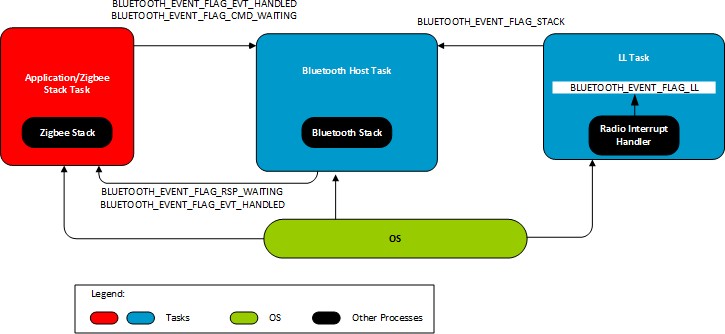 BLUETOOTH_EVENT_FLAG_EVT_HANDLED
BLUETOOTH_EVENT_FLAG_CMD_WAITING
BLUETOOTH_EVENT_FLAG_STACK
Application/Zigbee
Stack Task
Zigbee Stack
Bluetooth Host Task
Bluetooth Stack
LL Task
BLUETOOTH_EVENT_FLAG_LL
Radio Interrupt
Handler
BLUETOOTH_EVENT_FLAG_RSP_WAITING
BLUETOOTH_EVENT_FLAG_EVT_HANDLED
OS
Legend:
Tasks
OS
Other Processes